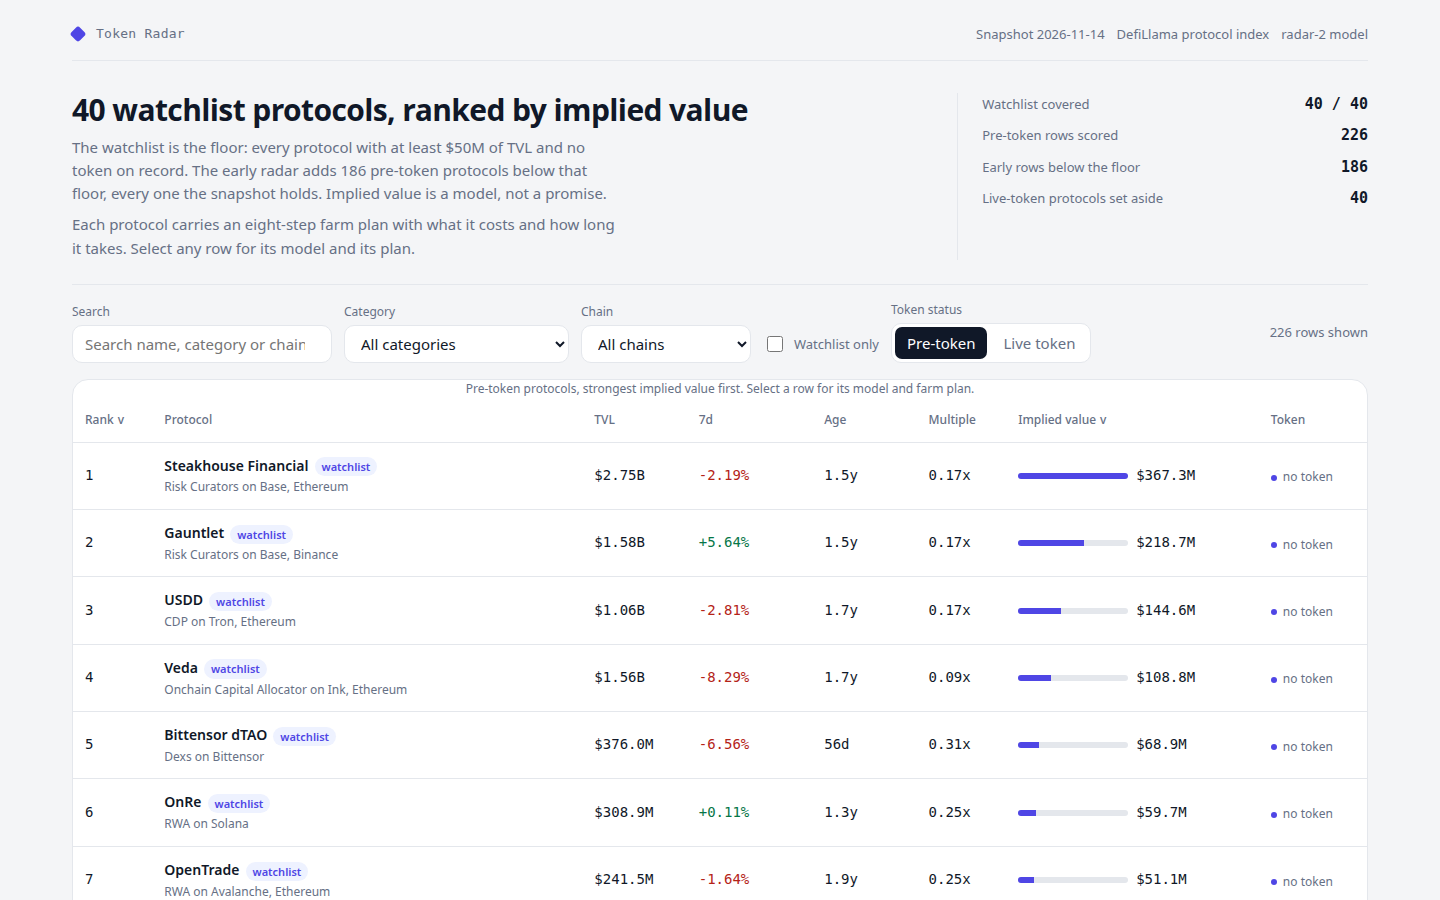 Token Radar
Snapshot 2026-11-14 DefiLlama protocol index radar-2 model
40 watchlist protocols, ranked by implied value
The watchlist is the floor: every protocol with at least $50M of TVL and no
token on record. The early radar adds 186 pre-token protocols below that
floor, every one the snapshot holds. Implied value is a model, not a promise.
Each protocol carries an eight-step farm plan with what it costs and how long
it takes. Select any row for its model and its plan.
Watchlist covered 40 / 40
Pre-token rows scored 226
Early rows below the floor 186
Live-token protocols set aside 40
Search Category Chain Token status
Search name, category or chain All categories All chains Watchlist only Pre-token Live token 226 rows shown
Pre-token protocols, strongest implied value first. Select a row for its model and farm plan.
Rank v Protocol TVL 7d Age Multiple Implied value v Token
1 Steakhouse Financial watchlist $2.75B -2.19% 1.5y 0.17x $367.3M no token
Risk Curators on Base, Ethereum
2 Gauntlet watchlist $1.58B +5.64% 1.5y 0.17x $218.7M no token
Risk Curators on Base, Binance
3 USDD watchlist $1.06B -2.81% 1.7y 0.17x $144.6M no token
CDP on Tron, Ethereum
4 Veda watchlist $1.56B -8.29% 1.7y 0.09x $108.8M no token
Onchain Capital Allocator on Ink, Ethereum
5 Bittensor dTAO watchlist $376.0M -6.56% 56d 0.31x $68.9M no token
Dexs on Bittensor
6 OnRe watchlist $308.9M +0.11% 1.3y 0.25x $59.7M no token
RWA on Solana
7 OpenTrade watchlist $241.5M -1.64% 1.9y 0.25x $51.1M no token
RWA on Avalanche, Ethereum